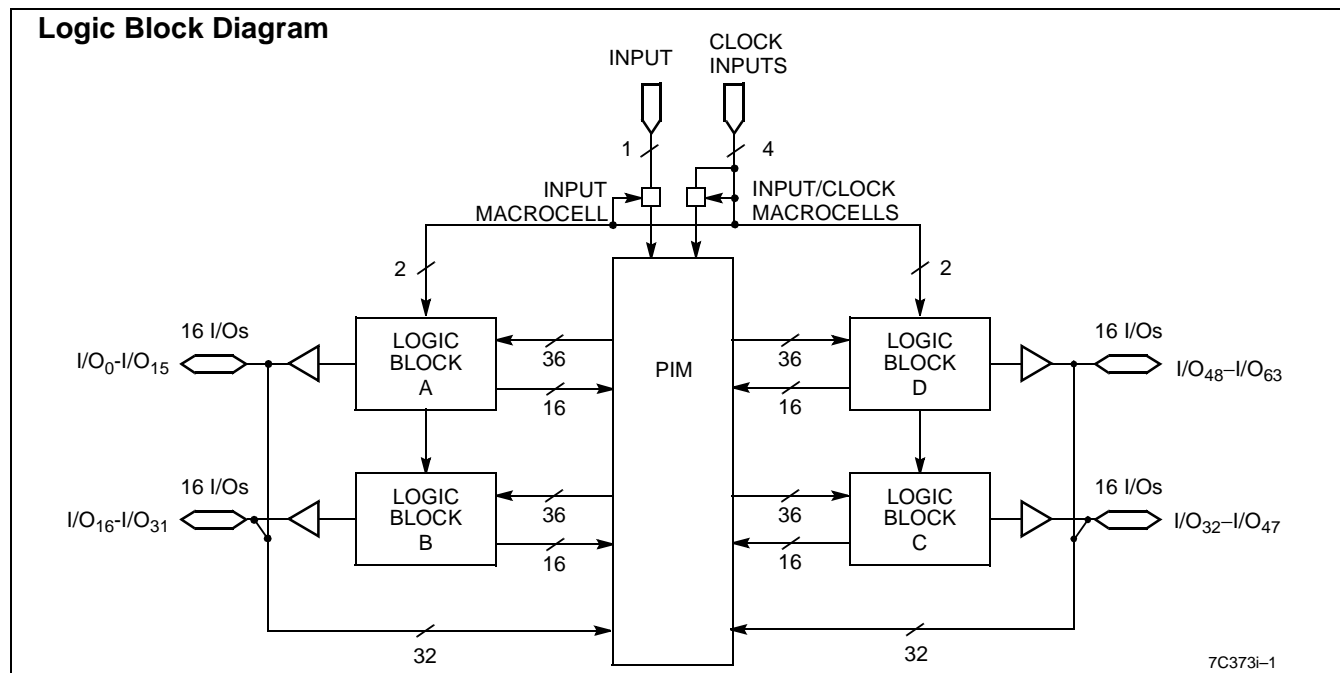 Logic Block Diagram
INPUT
CLOCK
INPUTS
1
4
INPUT
MACROCELL
INPUT/CLOCK
MACROCELLS
2
2
16 I/Os
I/O0-I/O15
LOGIC
BLOCK
A
36
16
PIM
36
16
LOGIC
BLOCK
D
16 I/Os
I/O48–I/O63
16 I/Os
I/O16-I/O31
LOGIC
BLOCK
B
36
16
36
16
LOGIC
BLOCK
C
16 I/Os
I/O32–I/O47
32
32
7C373i–1